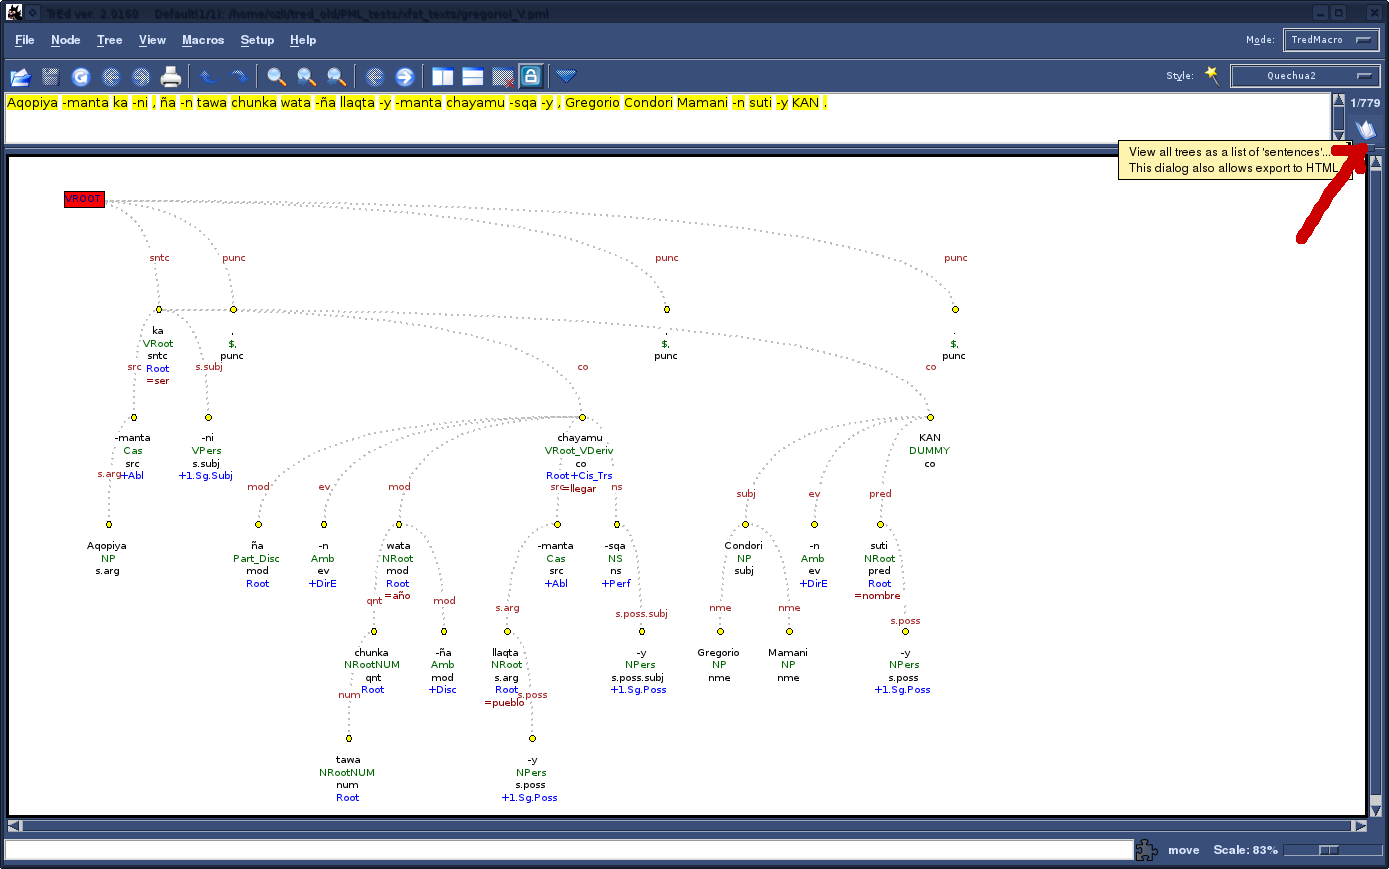 TrEd ver. 2.0160 Default(1/1): /home/ozli/tred_old/PML_tests/xfst_texts/gregorioI_V.pml
File Node Tree View Macros Setup Help Mode: TredMacro
Style: Quechua2
Aqopiya -manta ka -ni , ña -n tawa chunka wata -ña llaqta -y -manta chayamu -sqa -y , Gregorio Condori Mamani -n suti -y KAN .
1/779
View all trees as a list of 'sentences'...
This dialog also allows export to HTML.
VROOT
sntc punc punc punc
ka , , .
VRoot $, $, $.
sntc punc punc punc
src Root s.subj co co
=ser
-manta -ni chayamu KAN
Cas VPers VRoot_VDeriv DUMMY
src s.subj co co
s.arg +Abl +1.Sg.Subj Root+Cis_Trs
mod ev mod src =llegar ns subj ev pred
Aqopiya ña -n wata -manta -sqa Condori -n suti
NP Part_Disc Amb NRoot Cas NS NP Amb NRoot
s.arg mod ev mod src ns subj ev pred
Root +DirE Root +Abl +Perf +DirE Root
=año =nombre
qnt mod s.arg s.poss.subj nme nme s.poss
chunka -ña llaqta -y Gregorio Mamani -y
NRootNUM Amb NRoot NPers NP NP NPers
qnt mod s.arg s.poss.subj nme nme s.poss
num Root +Disc Root s.poss +1.Sg.Poss +1.Sg.Poss
=pueblo
tawa -y
NRootNUM NPers
num s.poss
Root +1.Sg.Poss
move Scale: 83%